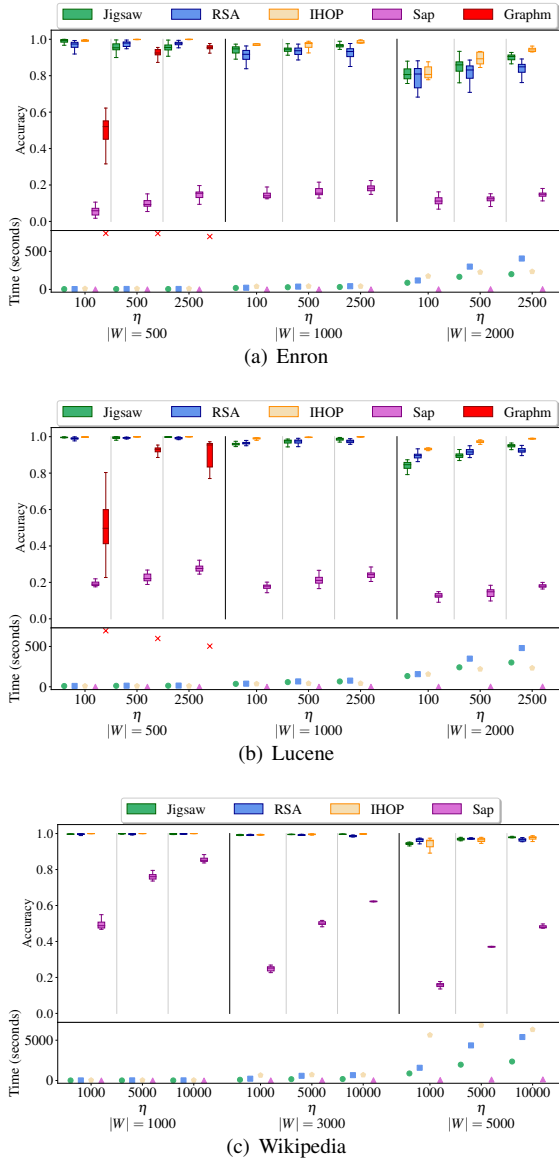 Jigsaw RSA IHOP Sap Graphm
1.0
0.8
0.6
0.4
0.2
0.0
Accuracy
500
0
Time (seconds)
100 500 2500 100 500 2500 100 500 2500
η η η
|W| = 500 |W| = 1000 |W| = 2000
(a) Enron
Jigsaw RSA IHOP Sap Graphm
1.0
0.8
0.6
0.4
0.2
0.0
Accuracy
500
0
Time (seconds)
100 500 2500 100 500 2500 100 500 2500
η η η
|W| = 500 |W| = 1000 |W| = 2000
(b) Lucene
Jigsaw RSA IHOP Sap
1.0
0.8
0.6
0.4
0.2
0.0
Accuracy
5000
0
Time (seconds)
1000 5000 10000 1000 5000 10000 1000 5000 10000
η η η
|W| = 1000 |W| = 3000 |W| = 5000
(c) Wikipedia